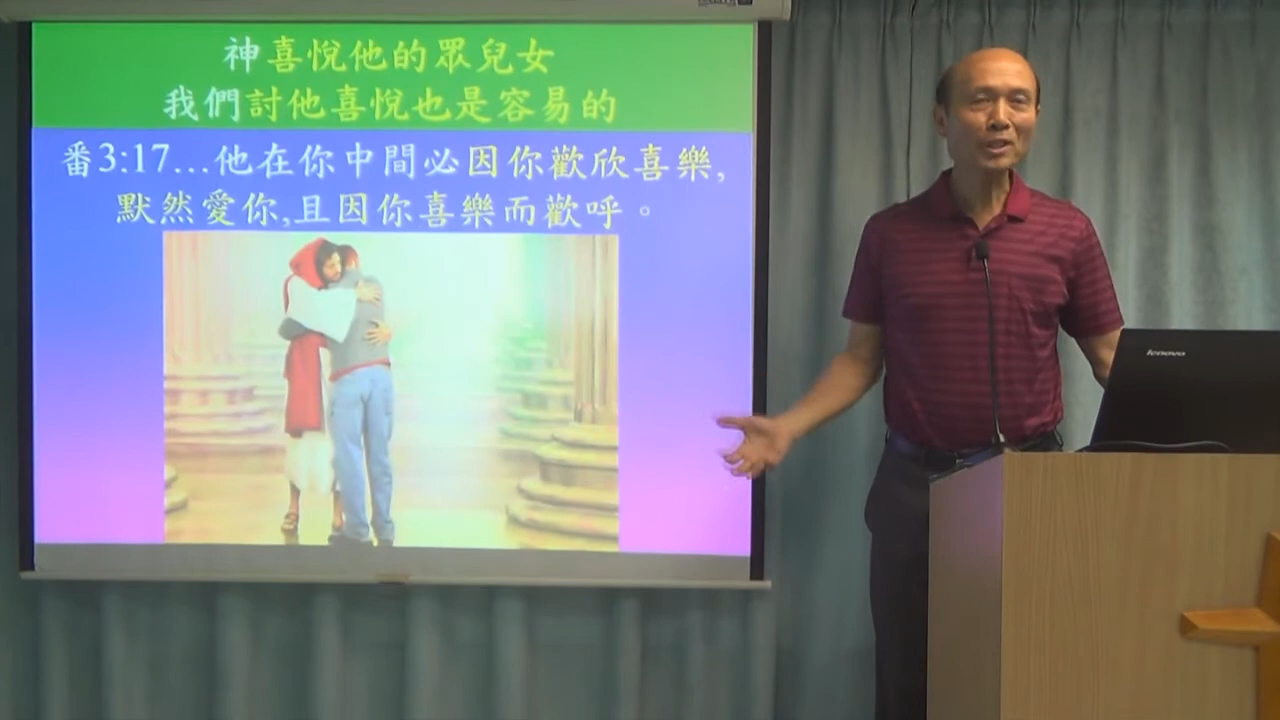 神喜悅他的眾兒女
我們討他喜悅也是容易的
番3:17...他在你中間必因你歡欣喜樂,
默然愛你,且因你喜樂而歡呼。
lenovo